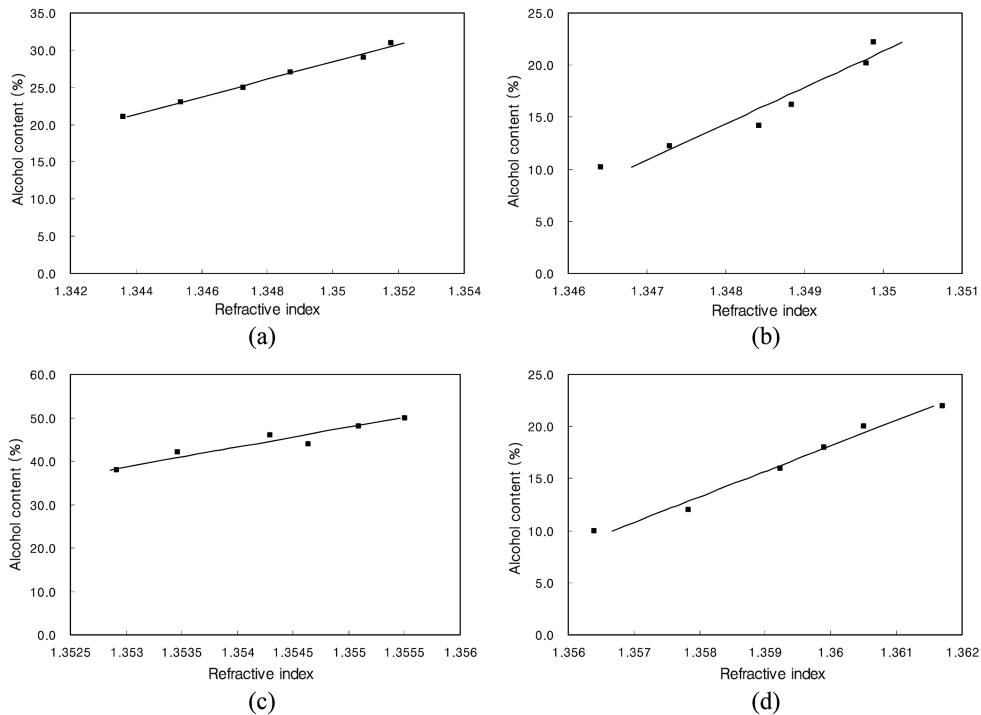 35.0
30.0
25.0
20.0
15.0
10.0
5.0
0.0
Alcohol content (%)
1.342 1.344 1.346 1.348 1.35 1.352 1.354
Refractive index
(a)
25.0
20.0
15.0
10.0
5.0
0.0
Alcohol content (%)
1.346 1.347 1.348 1.349 1.35 1.351
Refractive index
(b)
60.0
50.0
40.0
30.0
20.0
10.0
0.0
Alcohol content (%)
1.3525 1.353 1.3535 1.354 1.3545 1.355 1.3555 1.356
Refractive index
(c)
25.0
20.0
15.0
10.0
5.0
0.0
Alcohol content (%)
1.356 1.357 1.358 1.359 1.36 1.361 1.362
Refractive index
(d)